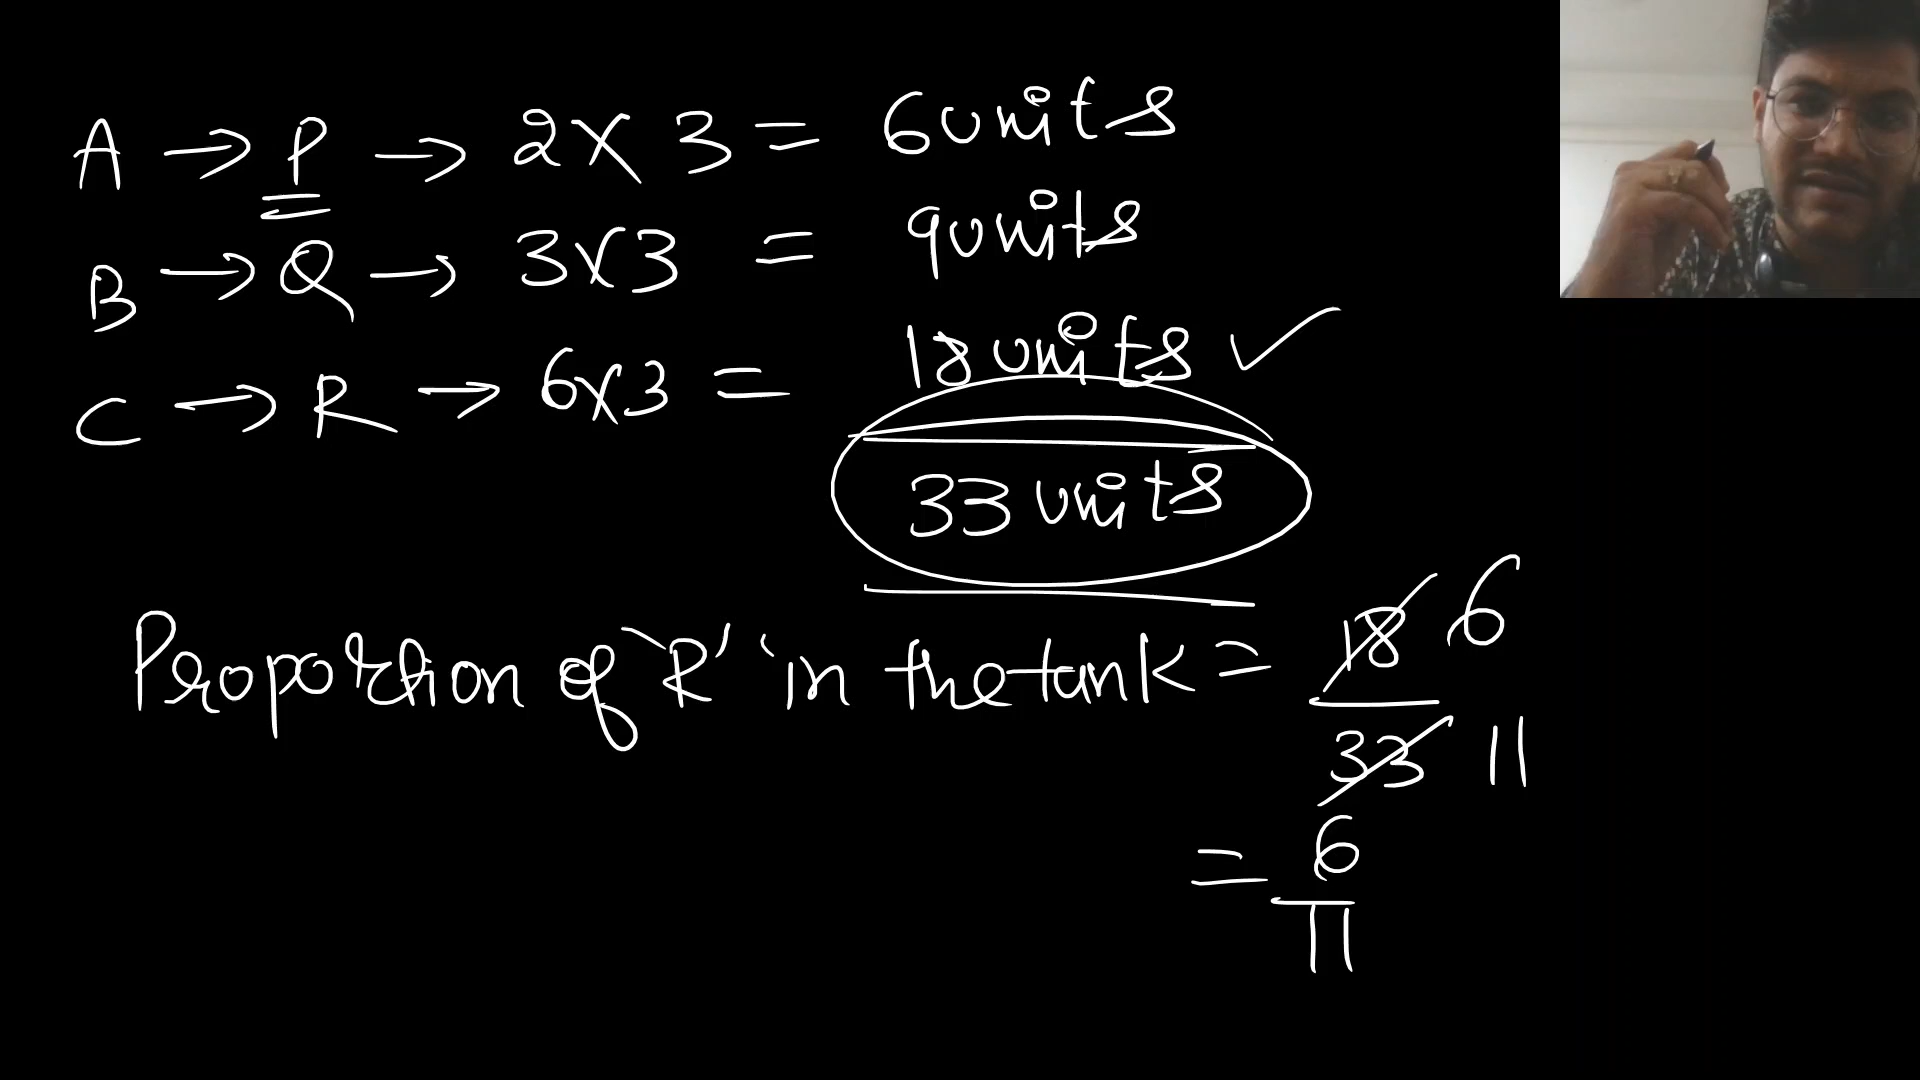 A → P → 2 X 3 = 6 units
B → Q → 3 X 3 = 9 units
C → R → 6 X 3 = 18 units ✓
33 units
Proportion of 'R' in the tank = 18/33 6/11
= 6/11